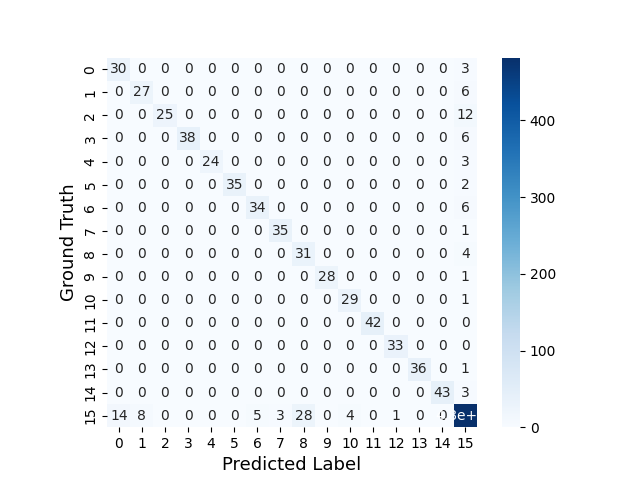 0 30 0 0 0 0 0 0 0 0 0 0 0 0 0 0 3
1 0 27 0 0 0 0 0 0 0 0 0 0 0 0 0 6
2 0 0 25 0 0 0 0 0 0 0 0 0 0 0 0 12
3 0 0 0 38 0 0 0 0 0 0 0 0 0 0 0 6
4 0 0 0 0 24 0 0 0 0 0 0 0 0 0 0 3
5 0 0 0 0 0 35 0 0 0 0 0 0 0 0 0 2
6 0 0 0 0 0 0 34 0 0 0 0 0 0 0 0 6
7 0 0 0 0 0 0 0 35 0 0 0 0 0 0 0 1
8 0 0 0 0 0 0 0 0 31 0 0 0 0 0 0 4
9 0 0 0 0 0 0 0 0 0 28 0 0 0 0 0 1
10 0 0 0 0 0 0 0 0 0 0 29 0 0 0 0 1
11 0 0 0 0 0 0 0 0 0 0 0 42 0 0 0 0
12 0 0 0 0 0 0 0 0 0 0 0 0 33 0 0 0
13 0 0 0 0 0 0 0 0 0 0 0 0 0 36 0 1
14 0 0 0 0 0 0 0 0 0 0 0 0 0 0 43 3
15 14 8 0 0 0 0 5 3 28 0 4 0 1 0
0 1 2 3 4 5 6 7 8 9 10 11 12 13 14 15
Predicted Label
Ground Truth
400
300
200
100
0